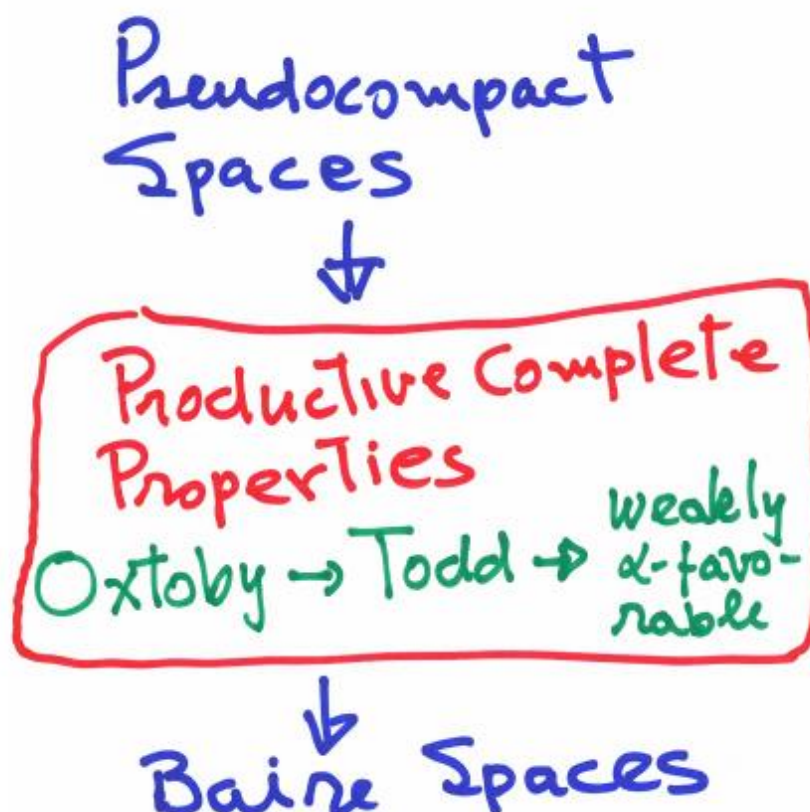 Pseudocompact
Spaces
↓
Productive Complete
Properties
Oxtoby → Todd → weakly
α-favo-
rable
↓
Baire Spaces